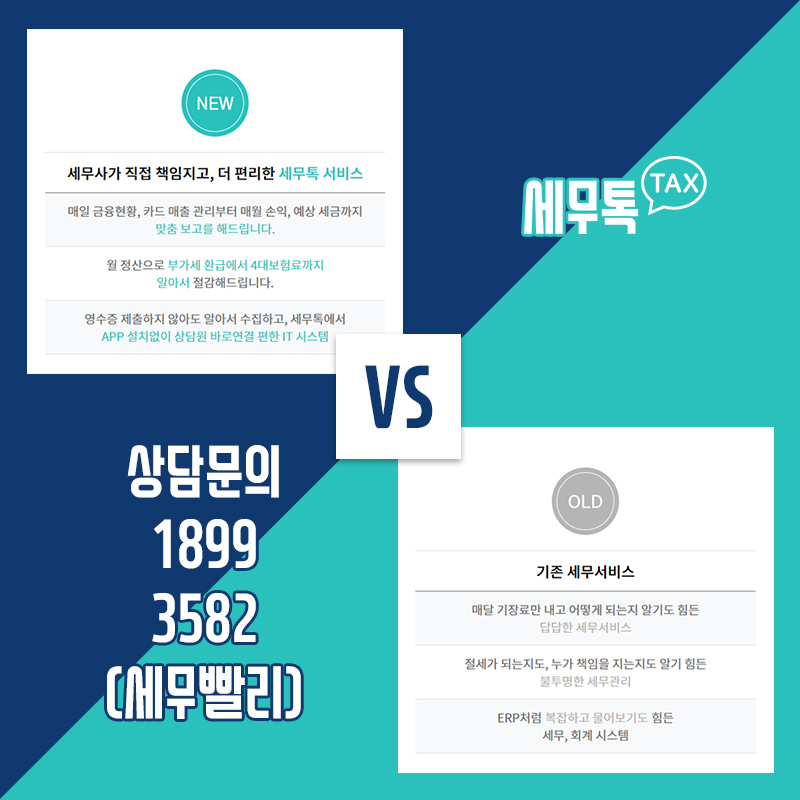 NEW
세무사가 직접 책임지고, 더 편리한 세무톡 서비스
매일 금융현황, 카드 매출 관리부터 매월 손익, 예상 세금까지
맞춤 보고를 해드립니다.
월 정산으로 부가세 환급에서 4대보험료까지
알아서 절감해드립니다.
영수증 제출하지 않아도 알아서 수집하고, 세무톡에서
APP 설치없이 상담원 바로연결 편한 IT 시스템
세무톡 TAX
VS
상담문의
1899
3582
(세무빨리)
OLD
기존 세무서비스
매달 기장료만 내고 어떻게 되는지 알기도 힘든
답답한 세무서비스
절세가 되는지도, 누가 책임을 지는지도 알기 힘든
불투명한 세무관리
ERP처럼 복잡하고 물어보기도 힘든
세무, 회계 시스템